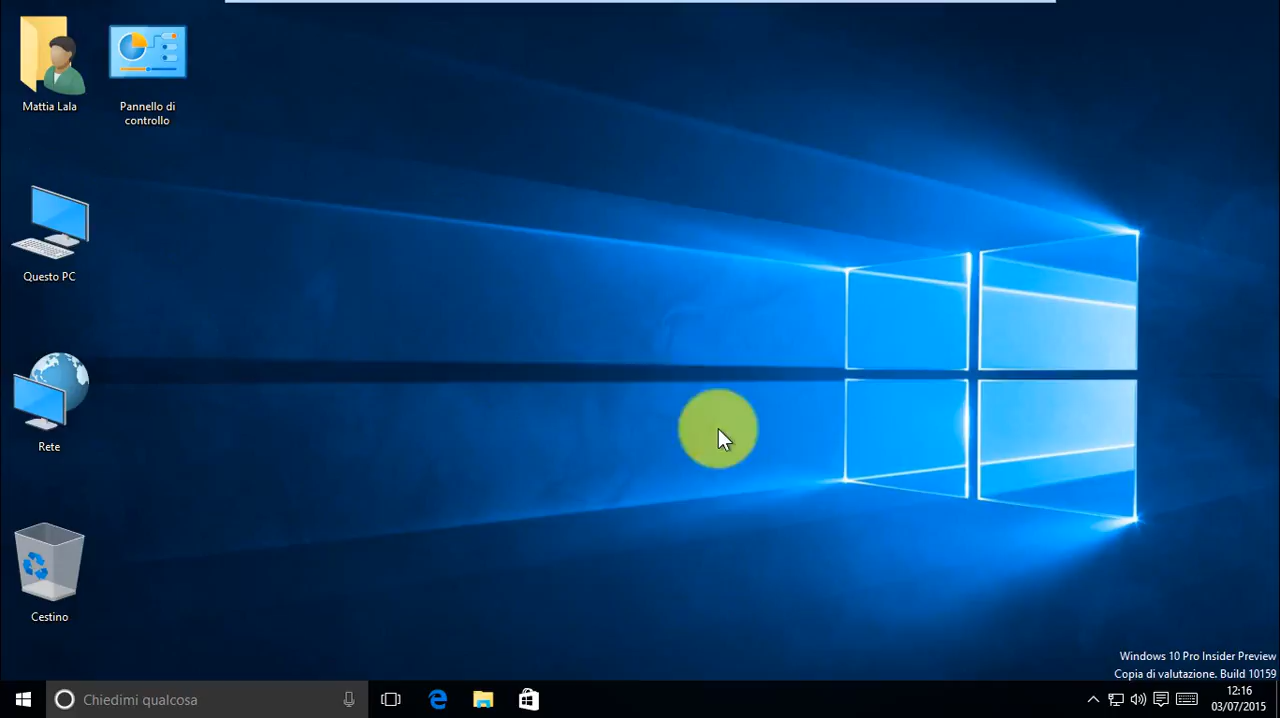 Mattia Lala
Pannello di
controllo
Questo PC
Rete
Cestino
Windows 10 Pro Insider Preview
Copia di valutazione. Build 10159
Chiedimi qualcosa
12:16
03/07/2015